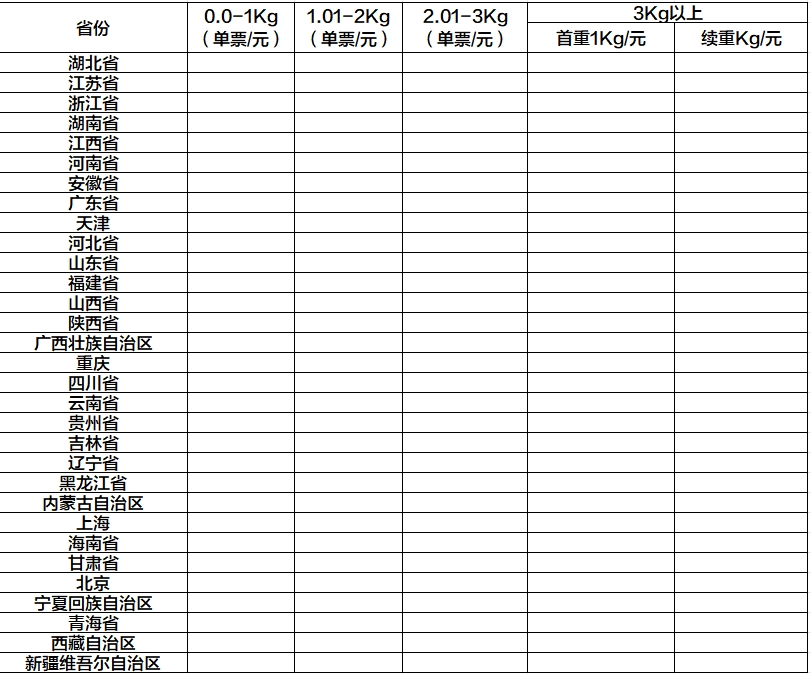 省份 0.0-1Kg 1.01-2Kg 2.01-3Kg 3Kg以上
（单票/元） （单票/元） （单票/元） 首重1Kg/元 续重Kg/元
湖北省
江苏省
浙江省
湖南省
江西省
河南省
安徽省
广东省
天津
河北省
山东省
福建省
山西省
陕西省
广西壮族自治区
重庆
四川省
云南省
贵州省
吉林省
辽宁省
黑龙江省
内蒙古自治区
上海
海南省
甘肃省
北京
宁夏回族自治区
青海省
西藏自治区
新疆维吾尔自治区